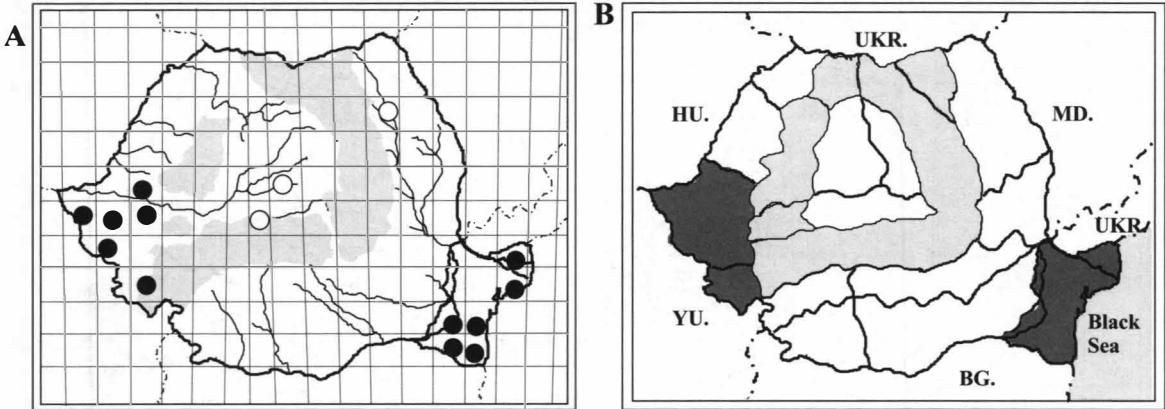 A
B
UKR.
HU.
MD.
UKR.
YU.
Black
Sea
BG.